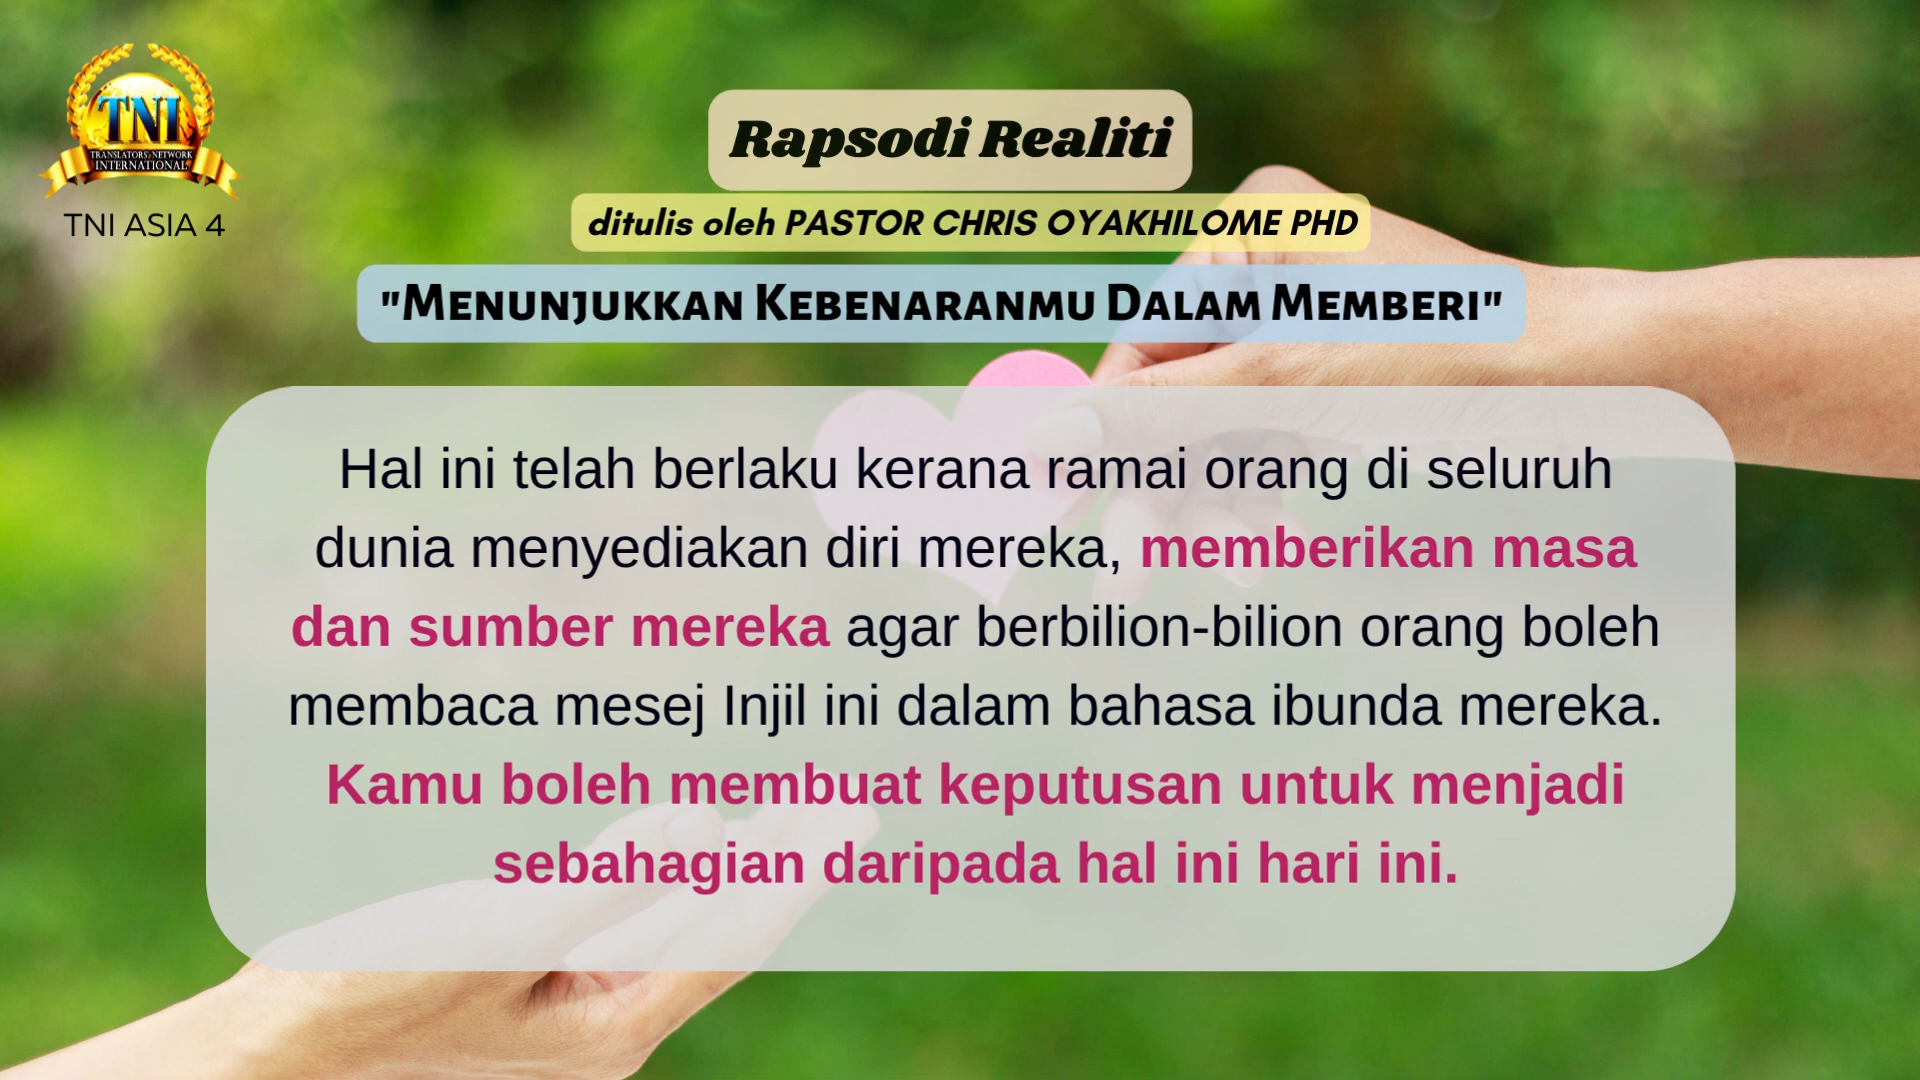 TNI
TRANSLATORS NETWORK
INTERNATIONAL
TNI ASIA 4
Rapsodi Realiti
ditulis oleh PASTOR CHRIS OYAKHILOME PHD
"Menunjukkan Kebenaranmu Dalam Memberi"
Hal ini telah berlaku kerana ramai orang di seluruh
dunia menyediakan diri mereka, memberikan masa
dan sumber mereka agar berbilion-bilion orang boleh
membaca mesej Injil ini dalam bahasa ibunda mereka.
Kamu boleh membuat keputusan untuk menjadi
sebahagian daripada hal ini hari ini.